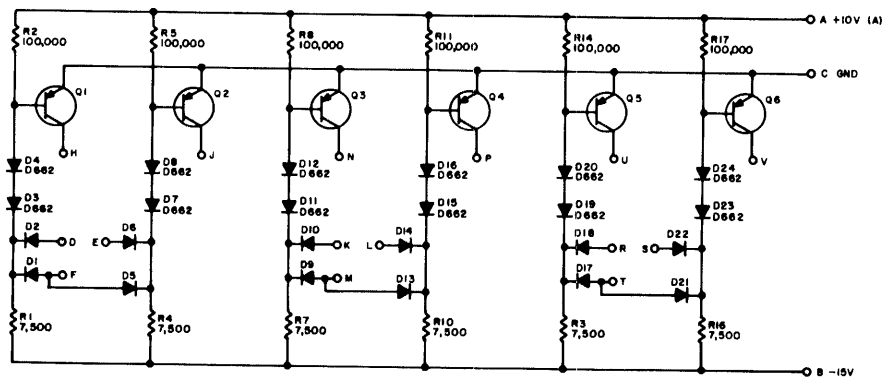 R2
100,000
R5
100,000
R8
100,000
R11
100,000
R14
100,000
R17
100,000
A +10V (A)
C GND
Q1
Q2
Q3
Q4
Q5
Q6
H
J
N
P
U
V
D4
D662
D8
D662
D12
D662
D16
D662
D20
D662
D24
D662
D3
D662
D7
D662
D11
D662
D15
D662
D19
D662
D23
D662
D2
D
E
D6
D10
K
L
D14
D18
R
S
D22
D1
F
D5
D9
M
D13
D17
T
D21
R1
7,500
R4
7,500
R7
7,500
R10
7,500
R3
7,500
R16
7,500
B -15V